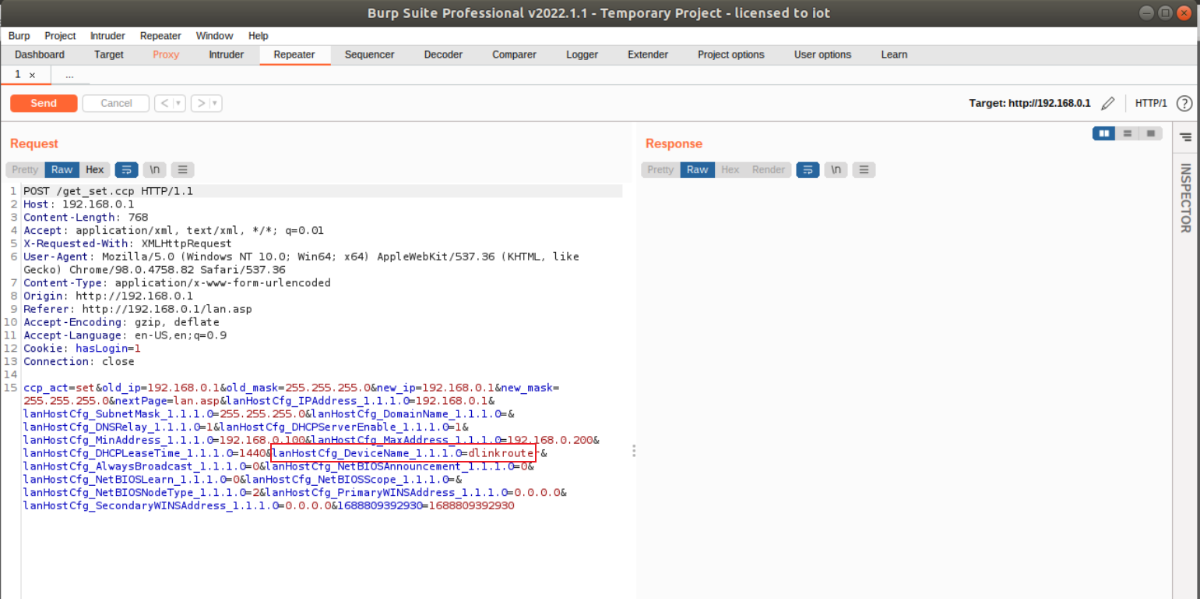 Burp Suite Professional v2022.1.1 - Temporary Project - licensed to iot
Burp Project Intruder Repeater Window Help
Dashboard Target Proxy Intruder Repeater Sequencer Decoder Comparer Logger Extender Project options User options Learn
1 × ...
Send Cancel < > Target: http://192.168.0.1 HTTP/1 ?
Request
Pretty Raw Hex \n
1 POST /get_set.ccp HTTP/1.1
2 Host: 192.168.0.1
3 Content-Length: 768
4 Accept: application/xml, text/xml, */*; q=0.01
5 X-Requested-With: XMLHttpRequest
6 User-Agent: Mozilla/5.0 (Windows NT 10.0; Win64; x64) AppleWebKit/537.36 (KHTML, like
Gecko) Chrome/98.0.4758.82 Safari/537.36
7 Content-Type: application/x-www-form-urlencoded
8 Origin: http://192.168.0.1
9 Referer: http://192.168.0.1/lan.asp
10 Accept-Encoding: gzip, deflate
11 Accept-Language: en-US,en;q=0.9
12 Cookie: hasLogin=1
13 Connection: close
14
15 ccp_act=set&old_ip=192.168.0.1&old_mask=255.255.255.0&new_ip=192.168.0.1&new_mask=
255.255.255.0&nextPage=lan.asp&lanHostCfg_IPAddress_1.1.1.0=192.168.0.1&
lanHostCfg_SubnetMask_1.1.1.0=255.255.255.0&lanHostCfg_DomainName_1.1.1.0=&
lanHostCfg_DNSRelay_1.1.1.0=1&lanHostCfg_DHCPServerEnable_1.1.1.0=1&
lanHostCfg_MinAddress_1.1.1.0=192.168.0.100&lanHostCfg_MaxAddress_1.1.1.0=192.168.0.200&
lanHostCfg_DHCPLeaseTime_1.1.1.0=1440&lanHostCfg_DeviceName_1.1.1.0=dlinkrouter&
lanHostCfg_AlwaysBroadcast_1.1.1.0=0&lanHostCfg_NetBIOSAnnouncement_1.1.1.0=0&
lanHostCfg_NetBIOSLearn_1.1.1.0=0&lanHostCfg_NetBIOSScope_1.1.1.0=&
lanHostCfg_NetBIOSNodeType_1.1.1.0=2&lanHostCfg_PrimaryWINSAddress_1.1.1.0=0.0.0.0&
lanHostCfg_SecondaryWINSAddress_1.1.1.0=0.0.0.0&1688809392930=1688809392930
Response
Pretty Raw Hex Render \n
INSPECTOR